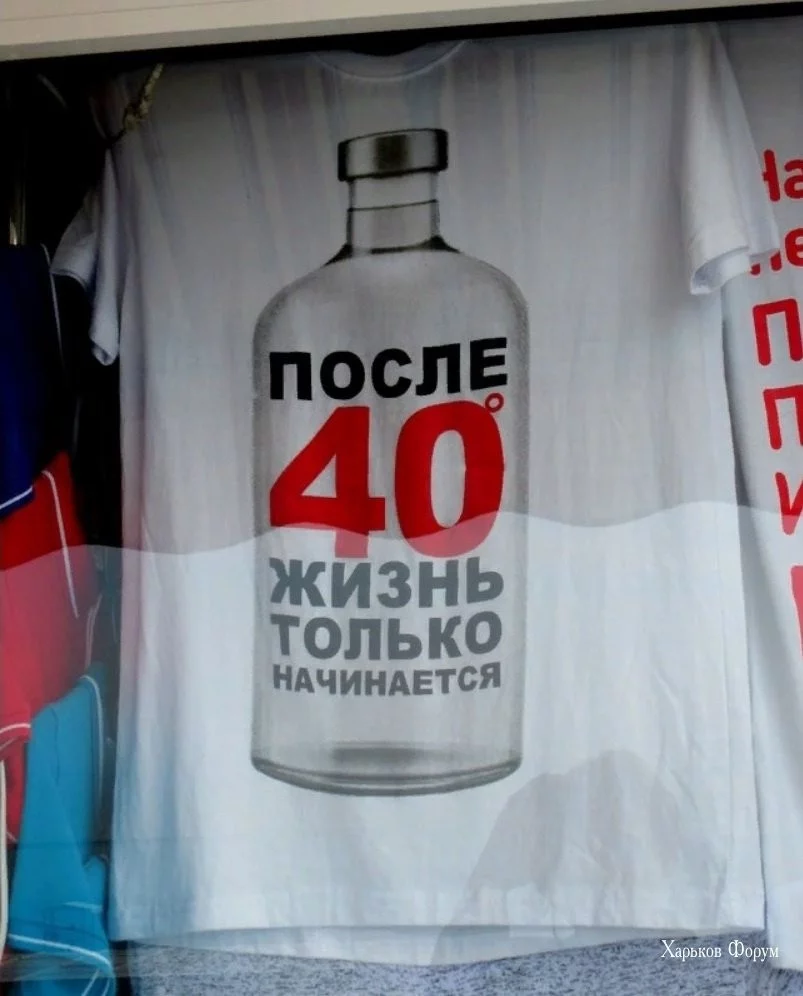 ПОСЛЕ
40°
ЖИЗНЬ
ТОЛЬКО
НАЧИНАЕТСЯ
Харьков Форум